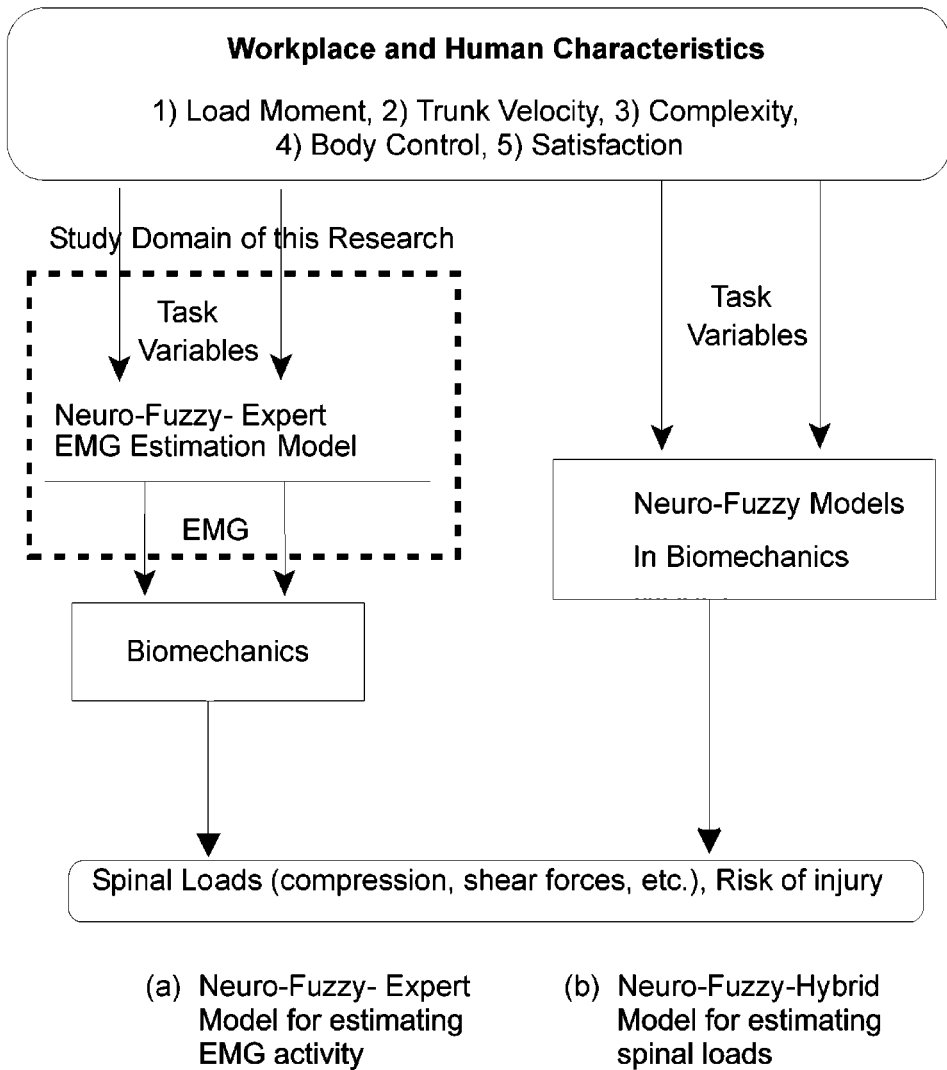 Workplace and Human Characteristics
1) Load Moment, 2) Trunk Velocity, 3) Complexity,
4) Body Control, 5) Satisfaction
Study Domain of this Research
Task
Variables
Neuro-Fuzzy- Expert
EMG Estimation Model
EMG
Biomechanics
Task
Variables
Neuro-Fuzzy Models
In Biomechanics
Spinal Loads (compression, shear forces, etc.), Risk of injury
(a) Neuro-Fuzzy- Expert
Model for estimating
EMG activity
(b) Neuro-Fuzzy-Hybrid
Model for estimating
spinal loads